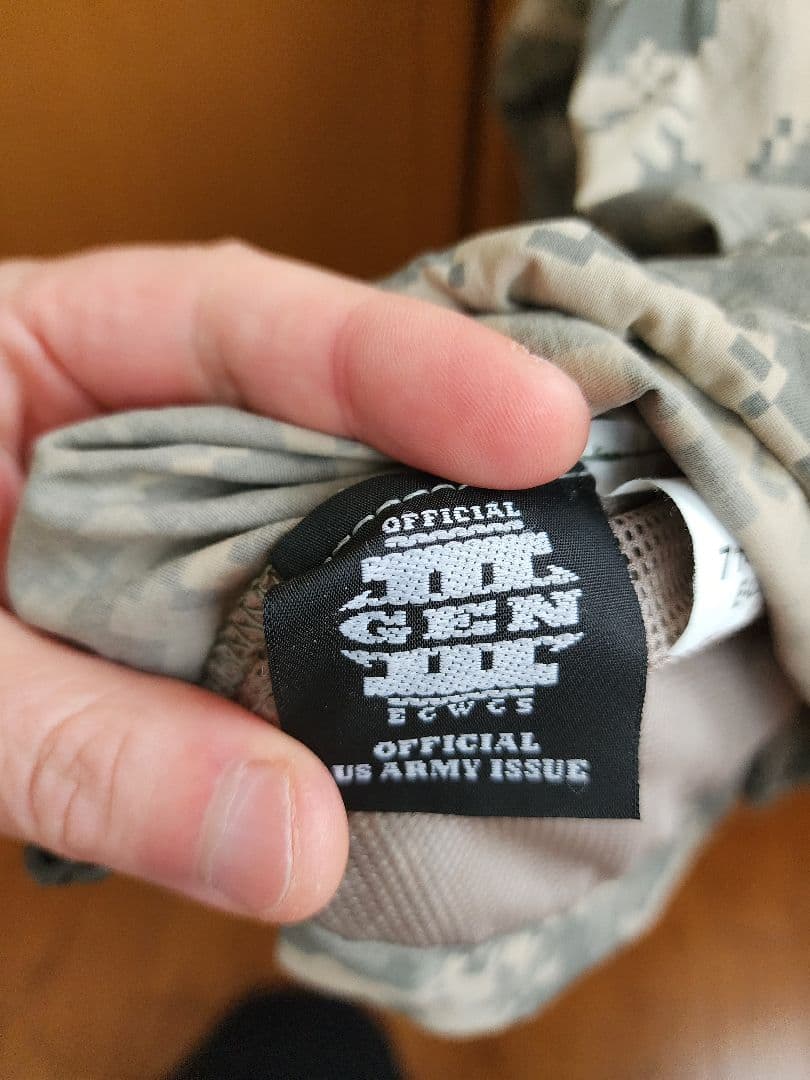 OFFICIAL
III
GEN
III
ECWCS
OFFICIAL
US ARMY ISSUE